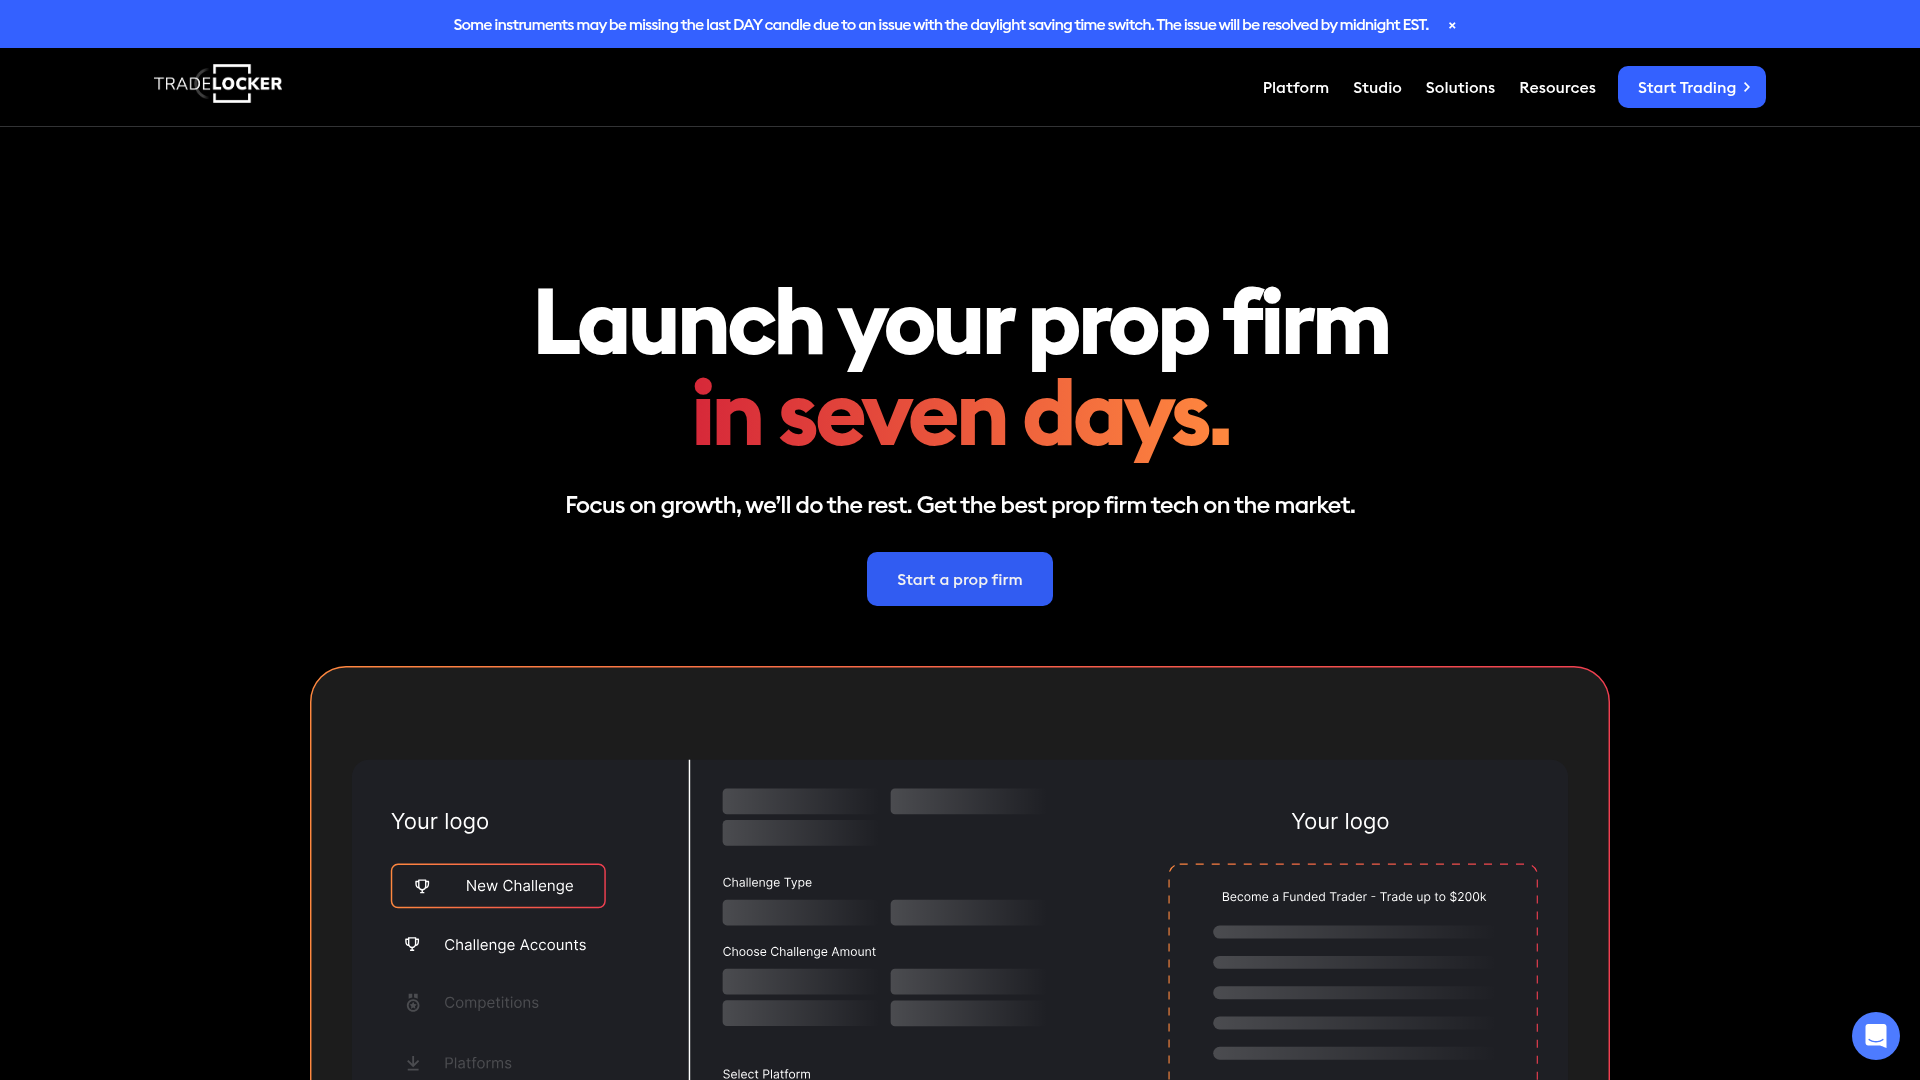 Some instruments may be missing the last DAY candle due to an issue with the daylight saving time switch. The issue will be resolved by midnight EST. ×
TRADELOCKER
Platform
Studio
Solutions
Resources
Start Trading
Launch your prop firm
in seven days.
Focus on growth, we’ll do the rest. Get the best prop firm tech on the market.
Start a prop firm
Your logo
New Challenge
Challenge Accounts
Competitions
Platforms
Challenge Type
Choose Challenge Amount
Select Platform
Your logo
Become a Funded Trader - Trade up to $200k